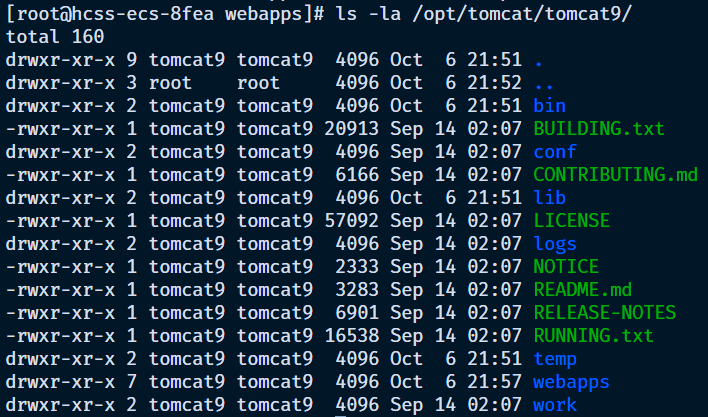 [root@hcss-ecs-8fea webapps]# ls -la /opt/tomcat/tomcat9/
total 160
drwxr-xr-x 9 tomcat9 tomcat9  4096 Oct  6 21:51 .
drwxr-xr-x 3 root    root     4096 Oct  6 21:52 ..
drwxr-xr-x 2 tomcat9 tomcat9  4096 Oct  6 21:51 bin
-rwxr-xr-x 1 tomcat9 tomcat9 20913 Sep 14 02:07 BUILDING.txt
drwxr-xr-x 2 tomcat9 tomcat9  4096 Sep 14 02:07 conf
-rwxr-xr-x 1 tomcat9 tomcat9  6166 Sep 14 02:07 CONTRIBUTING.md
drwxr-xr-x 2 tomcat9 tomcat9  4096 Oct  6 21:51 lib
-rwxr-xr-x 1 tomcat9 tomcat9 57092 Sep 14 02:07 LICENSE
drwxr-xr-x 2 tomcat9 tomcat9  4096 Sep 14 02:07 logs
-rwxr-xr-x 1 tomcat9 tomcat9  2333 Sep 14 02:07 NOTICE
-rwxr-xr-x 1 tomcat9 tomcat9  3283 Sep 14 02:07 README.md
-rwxr-xr-x 1 tomcat9 tomcat9  6901 Sep 14 02:07 RELEASE-NOTES
-rwxr-xr-x 1 tomcat9 tomcat9 16538 Sep 14 02:07 RUNNING.txt
drwxr-xr-x 2 tomcat9 tomcat9  4096 Oct  6 21:51 temp
drwxr-xr-x 7 tomcat9 tomcat9  4096 Oct  6 21:57 webapps
drwxr-xr-x 2 tomcat9 tomcat9  4096 Sep 14 02:07 work